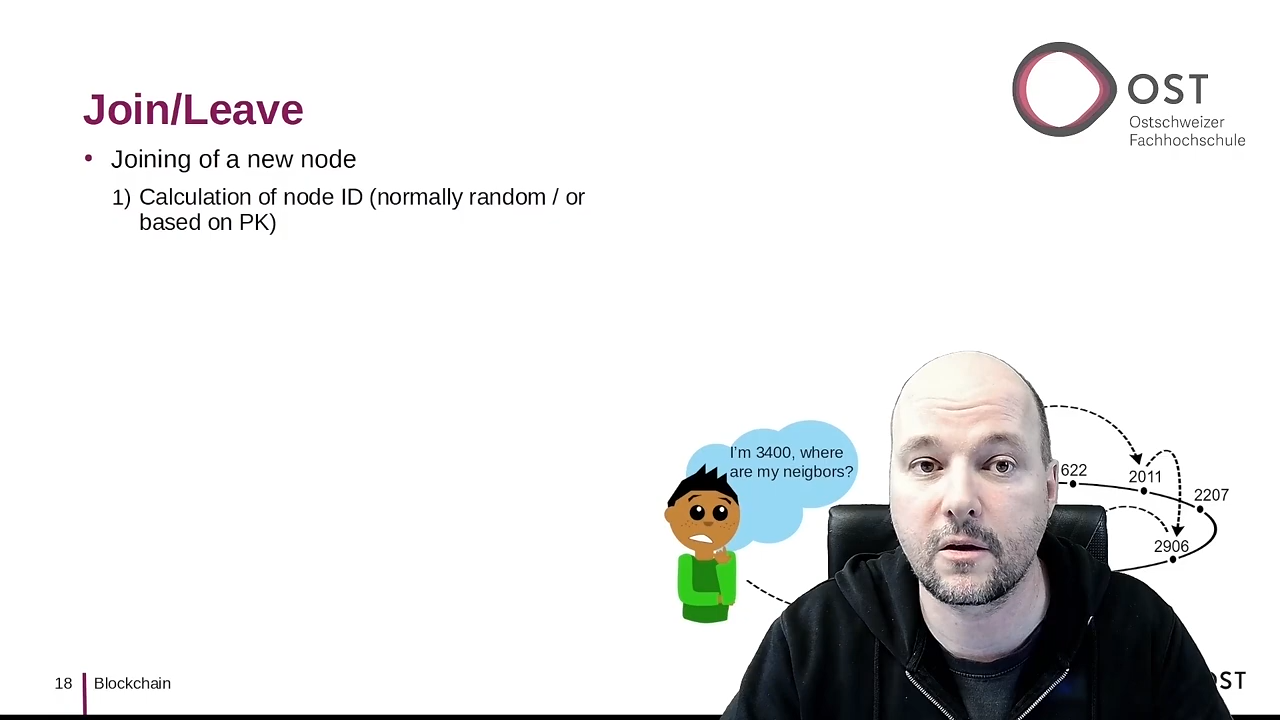 OST
Ostschweizer
Fachhochschule
Join/Leave
• Joining of a new node
1) Calculation of node ID (normally random / or
based on PK)
I'm 3400, where
are my neigbors?
622
2011
2207
2906
18
Blockchain
OST